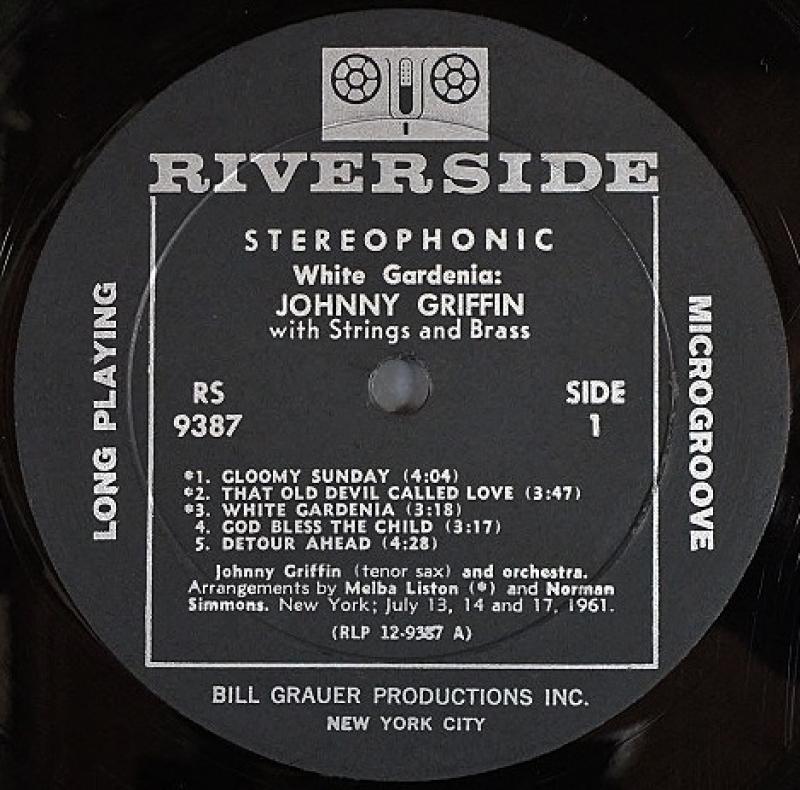 RIVERSIDE
STEREOPHONIC
White Gardenia:
JOHNNY GRIFFIN
with Strings and Brass
LONG PLAYING
MICROGROOVE
RS
9387
SIDE
1
*1. GLOOMY SUNDAY (4:04)
*2. THAT OLD DEVIL CALLED LOVE (3:47)
*3. WHITE GARDENIA (3:18)
4. GOD BLESS THE CHILD (3:17)
5. DETOUR AHEAD (4:28)
Johnny Griffin (tenor sax) and orchestra.
Arrangements by Melba Liston (*) and Norman
Simmons. New York; July 13, 14 and 17, 1961.
(RLP 12-9387 A)
BILL GRAUER PRODUCTIONS INC.
NEW YORK CITY